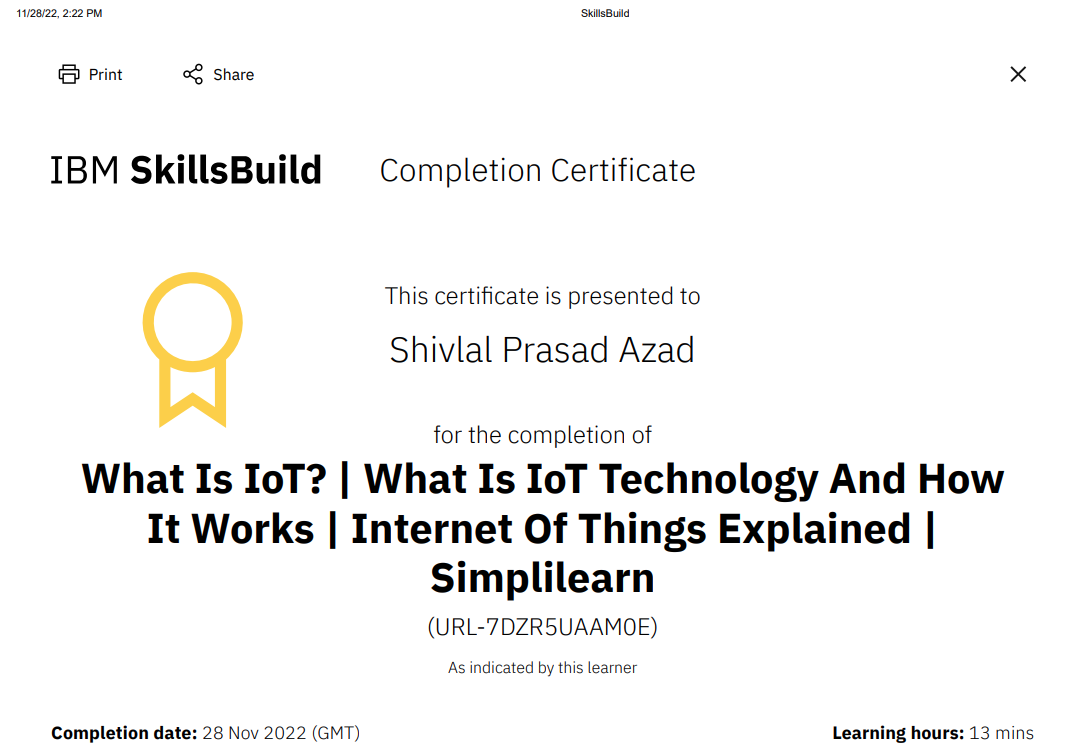 11/28/22, 2:22 PM SkillsBuild
Print Share
IBM SkillsBuild Completion Certificate
This certificate is presented to
Shivlal Prasad Azad
for the completion of
What Is IoT? | What Is IoT Technology And How
It Works | Internet Of Things Explained |
Simplilearn
(URL-7DZR5UAAM0E)
As indicated by this learner
Completion date: 28 Nov 2022 (GMT) Learning hours: 13 mins